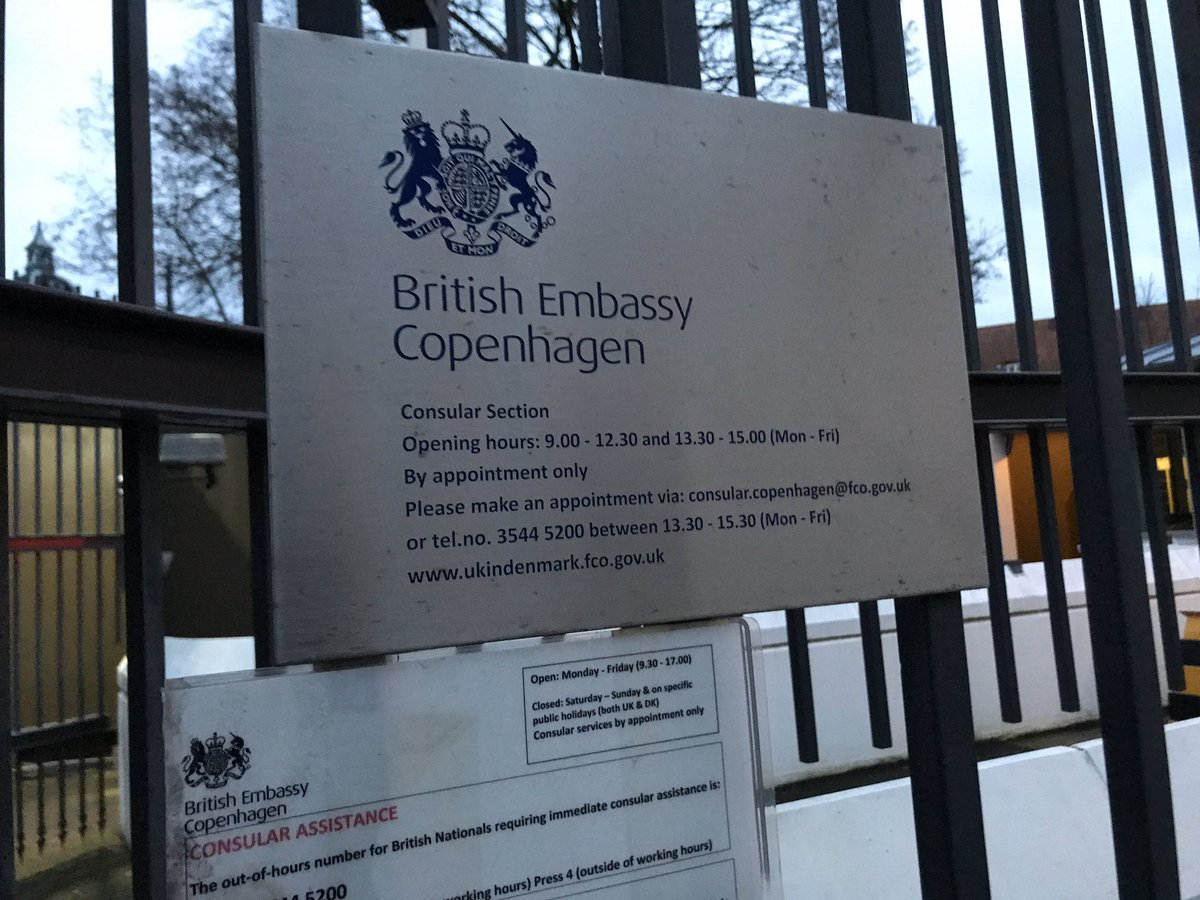 DIEU ET MON DROIT
British Embassy
Copenhagen
Consular Section
Opening hours: 9.00 - 12.30 and 13.30 - 15.00 (Mon - Fri)
By appointment only
Please make an appointment via: consular.copenhagen@fco.gov.uk
or tel.no. 3544 5200 between 13.30 - 15.30 (Mon - Fri)
www.ukindenmark.fco.gov.uk
Open: Monday - Friday (9.30 - 17.00)
Closed: Saturday – Sunday & on specific
public holidays (both UK & DK)
Consular services by appointment only
British Embassy
Copenhagen
CONSULAR ASSISTANCE
The out-of-hours number for British Nationals requiring immediate consular assistance is:
5200
hours) Press 4 (outside of working hours)